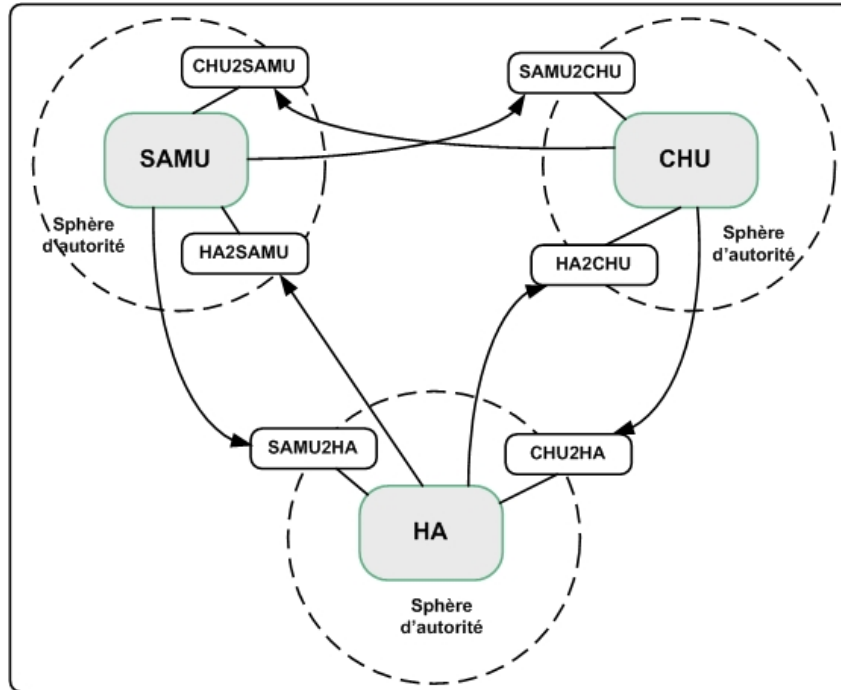 CHU2SAMU
SAMU2CHU
SAMU
CHU
Sphère
d'autorité
HA2SAMU
HA2CHU
Sphère
d'autorité
SAMU2HA
CHU2HA
HA
Sphère
d'autorité